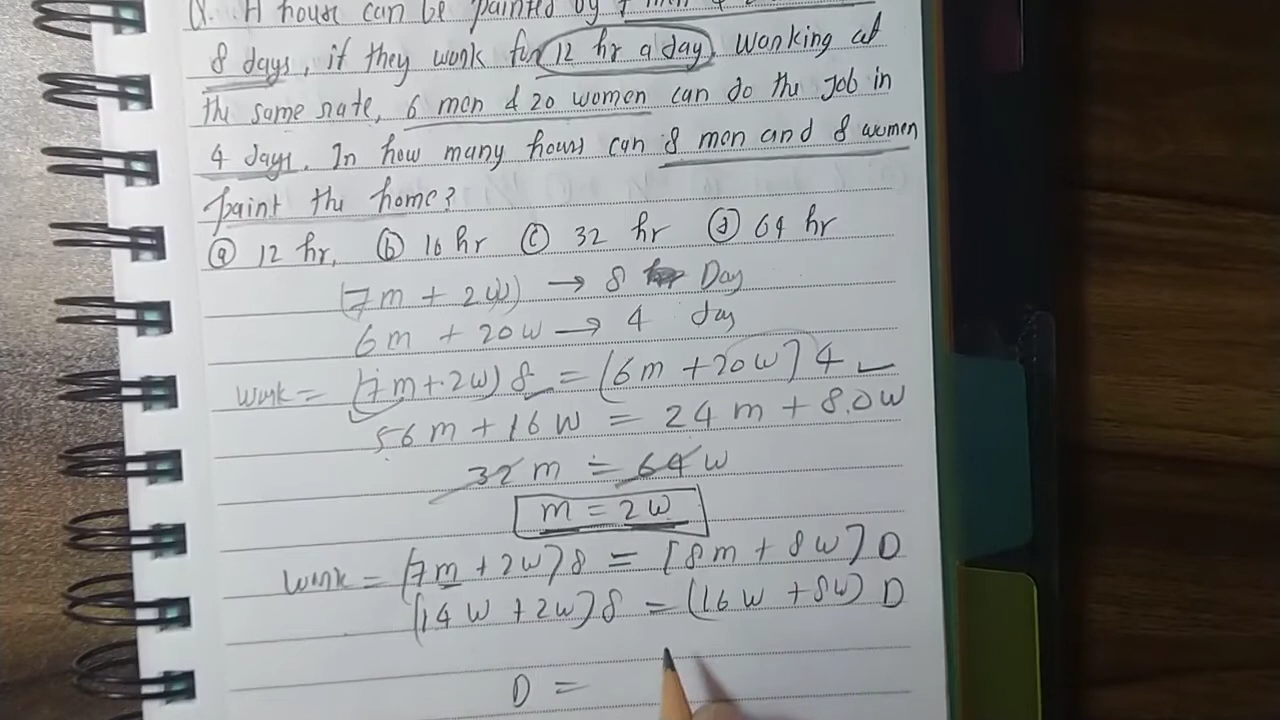 Q. A house can be painted by 7 men &
8 days, if they work for 12 hr a day. Working at
the same rate, 6 men & 20 women can do the Job in
4 days. In how many hours can 8 men and 8 women
paint the home?
(a) 12 hr, (b) 16 hr (c) 32 hr (d) 64 hr
(7m + 2W) → 8 Day
6m + 20W → 4 day
Work = (7m + 2W) 8 = (6m + 20W] 4
56m + 16W = 24m + 80W
32m = 64W
m = 2W
Work = (7m + 2W] 8 = [8m + 8W] D
(14W + 2W] 8 = (16W + 8W) D
D =